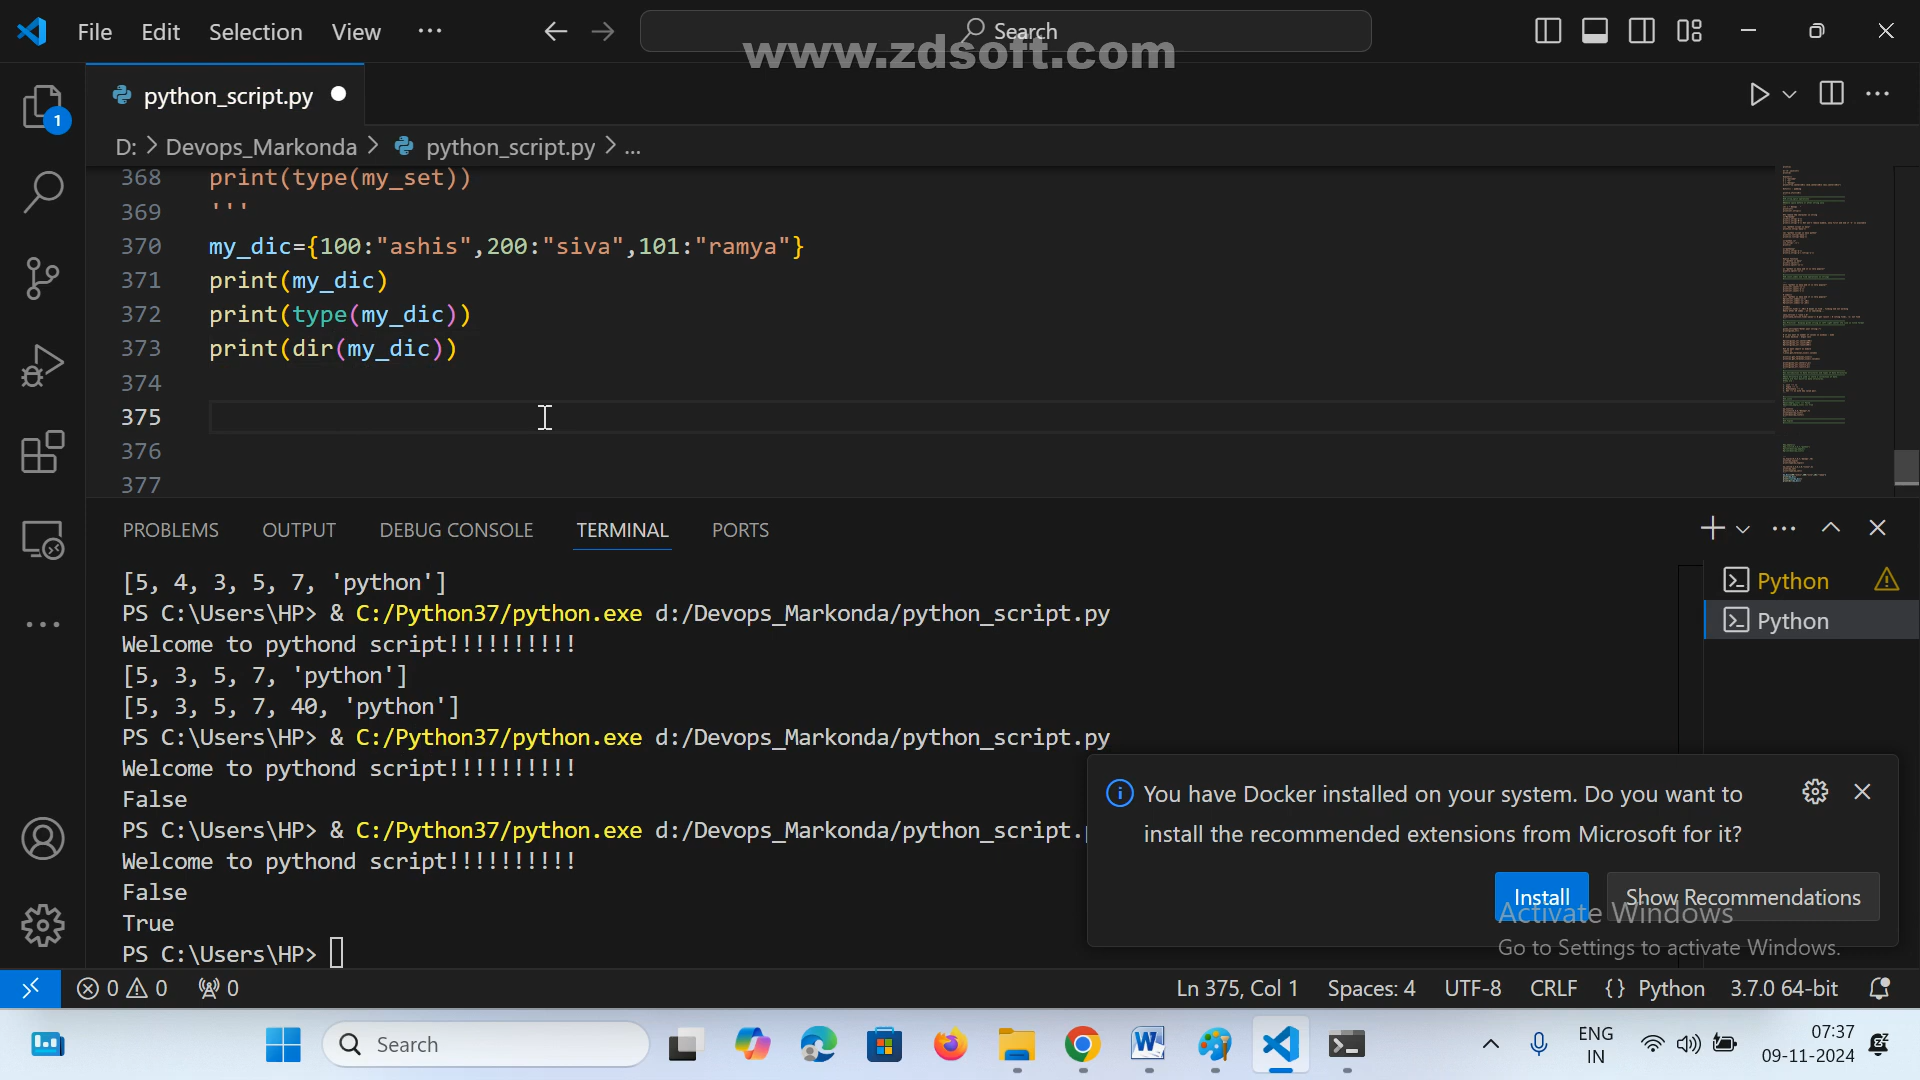 File Edit Selection View ··· Search
www.zdsoft.com
python_script.py
D: > Devops_Markonda > python_script.py > ...
368 print(type(my_set))
369 '''
370 my_dic={100:"ashis",200:"siva",101:"ramya"}
371 print(my_dic)
372 print(type(my_dic))
373 print(dir(my_dic))
374
375
376
377
PROBLEMS OUTPUT DEBUG CONSOLE TERMINAL PORTS
[5, 4, 3, 5, 7, 'python']
PS C:\Users\HP> & C:/Python37/python.exe d:/Devops_Markonda/python_script.py
Welcome to pythond script!!!!!!!!!!
[5, 3, 5, 7, 'python']
[5, 3, 5, 7, 40, 'python']
PS C:\Users\HP> & C:/Python37/python.exe d:/Devops_Markonda/python_script.py
Welcome to pythond script!!!!!!!!!!
False
PS C:\Users\HP> & C:/Python37/python.exe d:/Devops_Markonda/python_script.
Welcome to pythond script!!!!!!!!!!
False
True
PS C:\Users\HP>
Python
Python
You have Docker installed on your system. Do you want to
install the recommended extensions from Microsoft for it?
Install Show Recommendations
Activate Windows
Go to Settings to activate Windows.
1
0 0 0 Ln 375, Col 1 Spaces: 4 UTF-8 CRLF {} Python 3.7.0 64-bit
Search
ENG
IN
07:37
09-11-2024